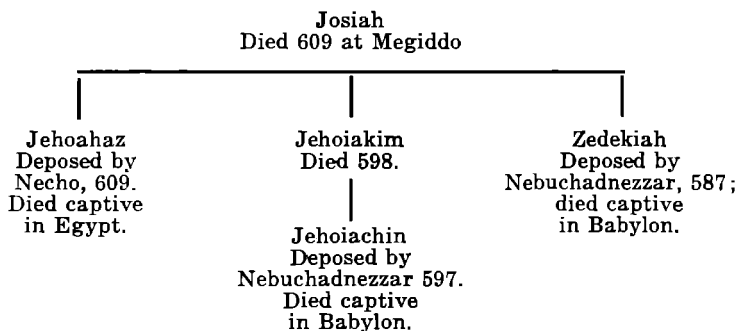 Josiah
Died 609 at Megiddo
Jehoahaz
Deposed by
Necho, 609.
Died captive
in Egypt.
Jehoiakim
Died 598.
Zedekiah
Deposed by
Nebuchadnezzar, 587;
died captive
in Babylon.
Jehoiachin
Deposed by
Nebuchadnezzar 597.
Died captive
in Babylon.